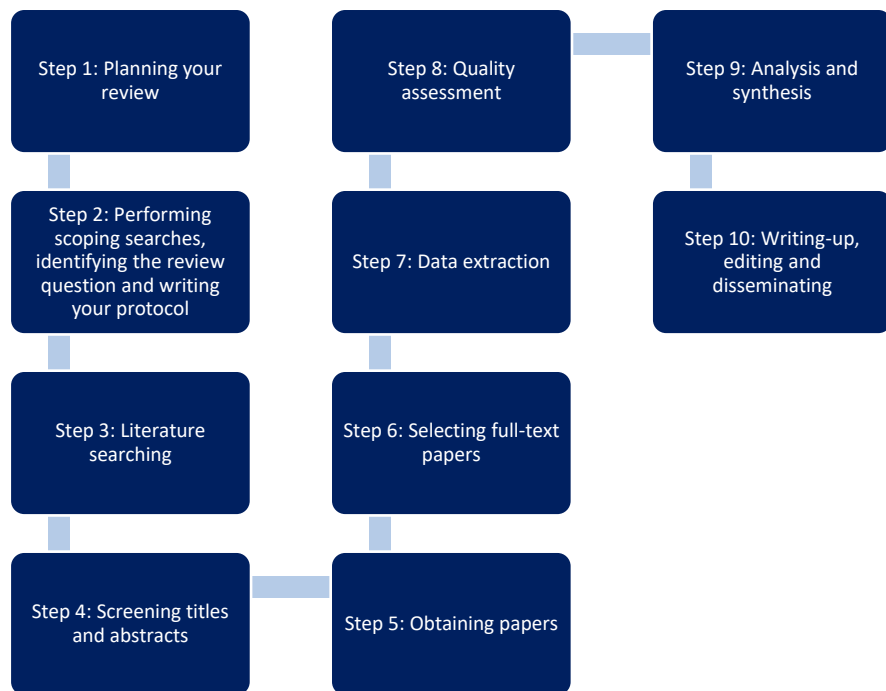 Step 1: Planning your
review
Step 2: Performing
scoping searches,
identifying the review
question and writing
your protocol
Step 3: Literature
searching
Step 4: Screening titles
and abstracts
Step 5: Obtaining papers
Step 6: Selecting full-text
papers
Step 7: Data extraction
Step 8: Quality
assessment
Step 9: Analysis and
synthesis
Step 10: Writing-up,
editing and
disseminating